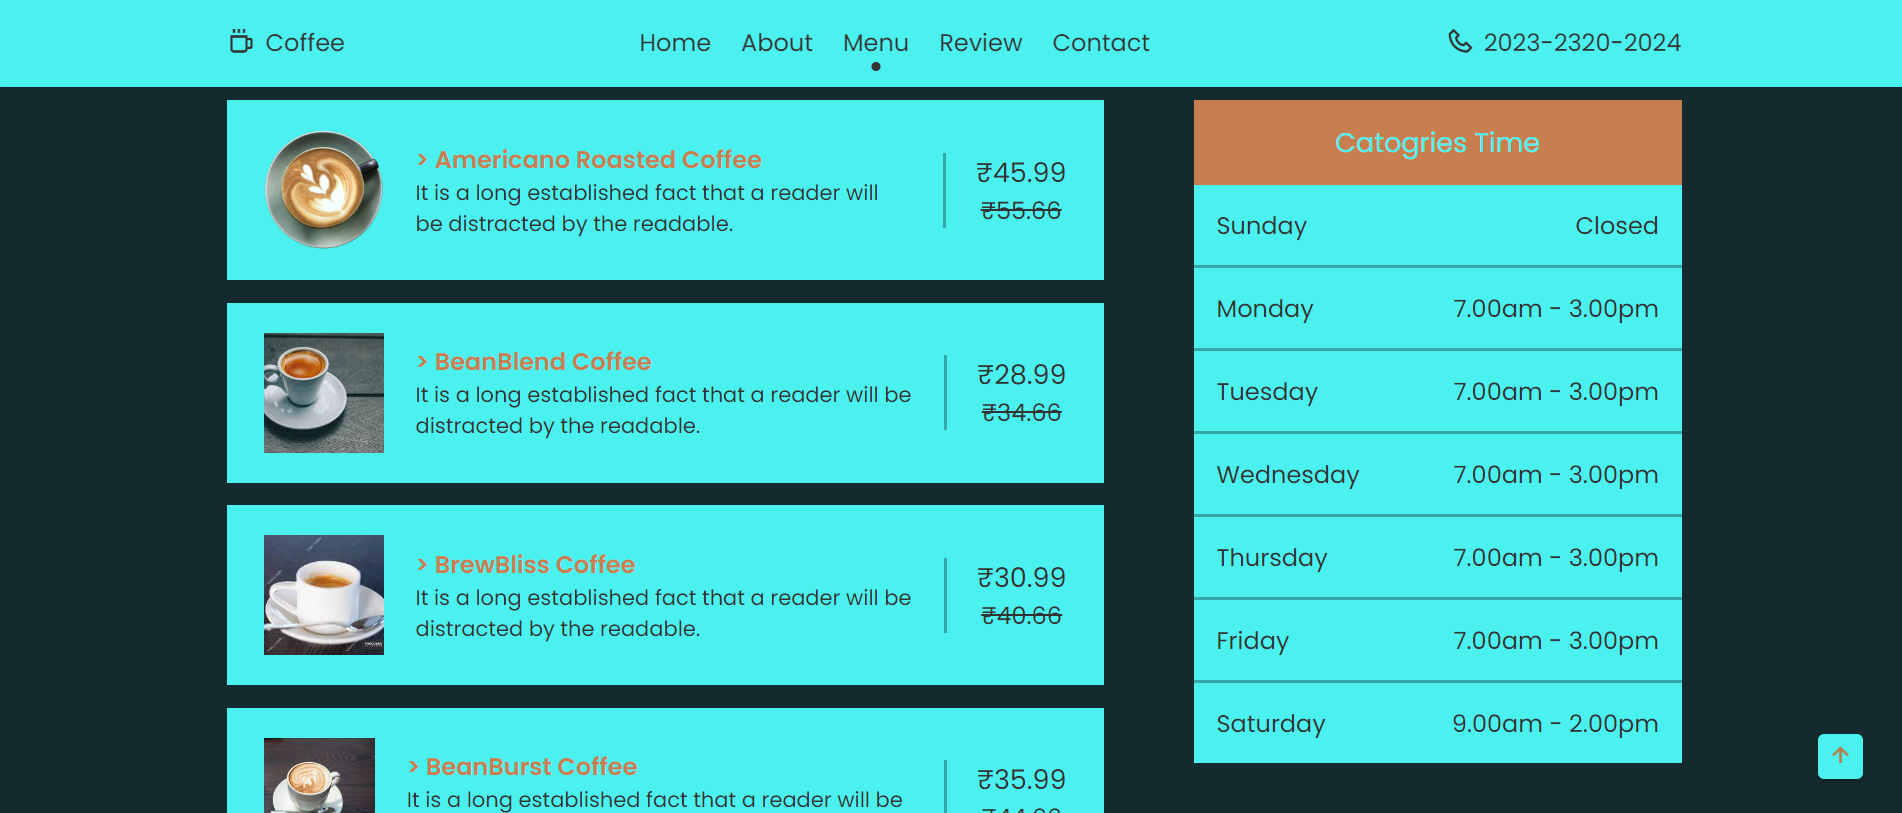 Coffee
Home About Menu Review Contact
2023-2320-2024
> Americano Roasted Coffee
It is a long established fact that a reader will
be distracted by the readable.
₹45.99
₹55.66
> BeanBlend Coffee
It is a long established fact that a reader will be
distracted by the readable.
₹28.99
₹34.66
> BrewBliss Coffee
It is a long established fact that a reader will be
distracted by the readable.
₹30.99
₹40.66
> BeanBurst Coffee
It is a long established fact that a reader will be
₹35.99
Catogries Time
Sunday Closed
Monday 7.00am - 3.00pm
Tuesday 7.00am - 3.00pm
Wednesday 7.00am - 3.00pm
Thursday 7.00am - 3.00pm
Friday 7.00am - 3.00pm
Saturday 9.00am - 2.00pm